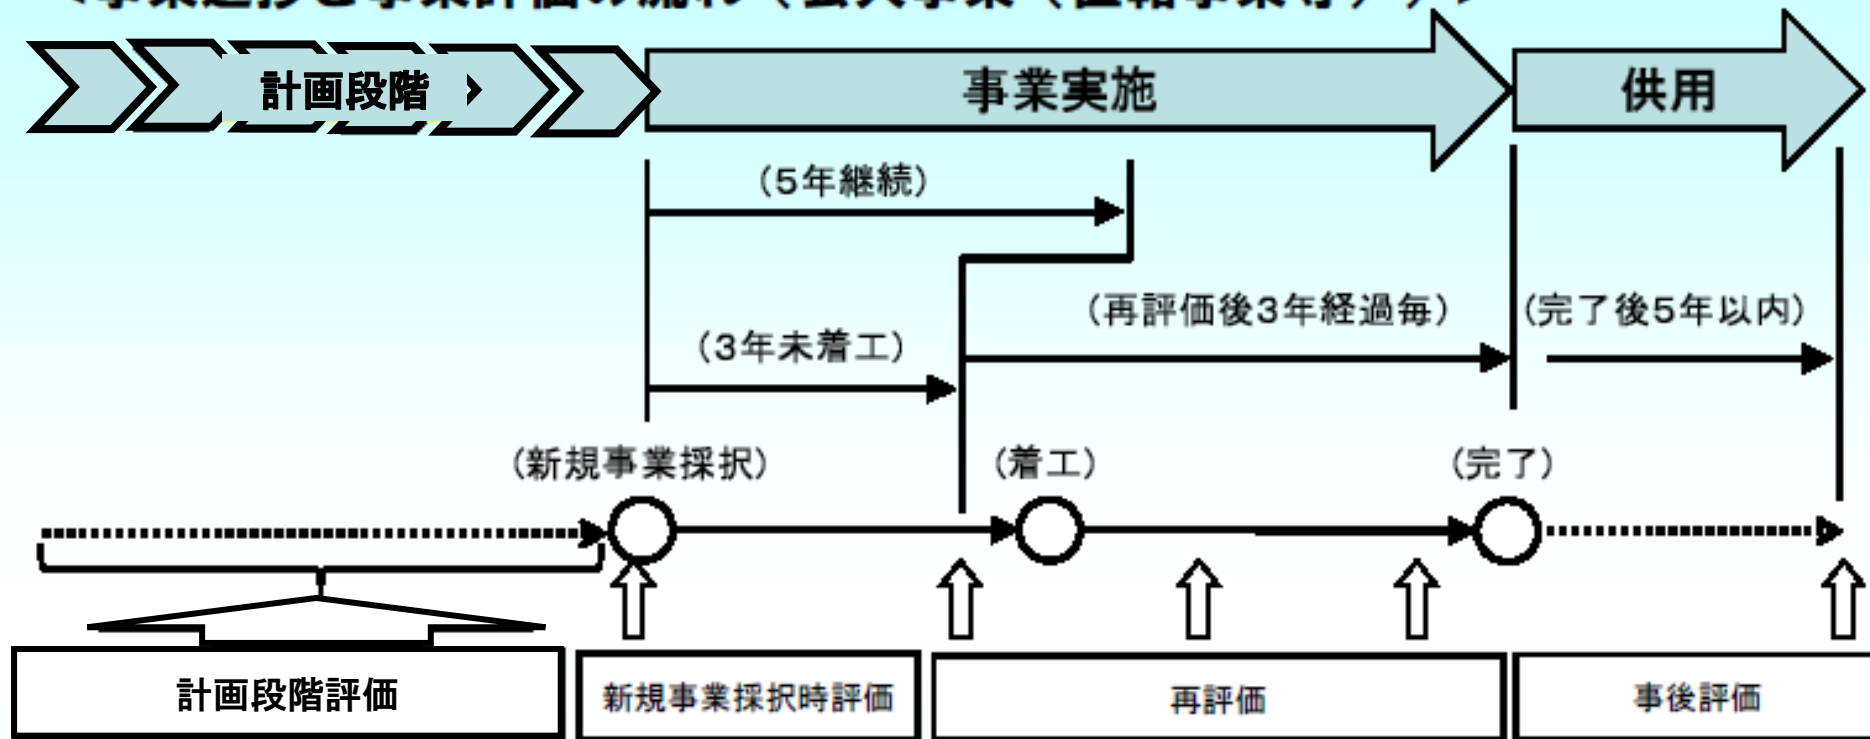 計画段階
事業実施
供用
（5年継続）
（再評価後3年経過毎）
（完了後5年以内）
（3年未着工）
（新規事業採択）
（着工）
（完了）
計画段階評価
新規事業採択時評価
再評価
事後評価